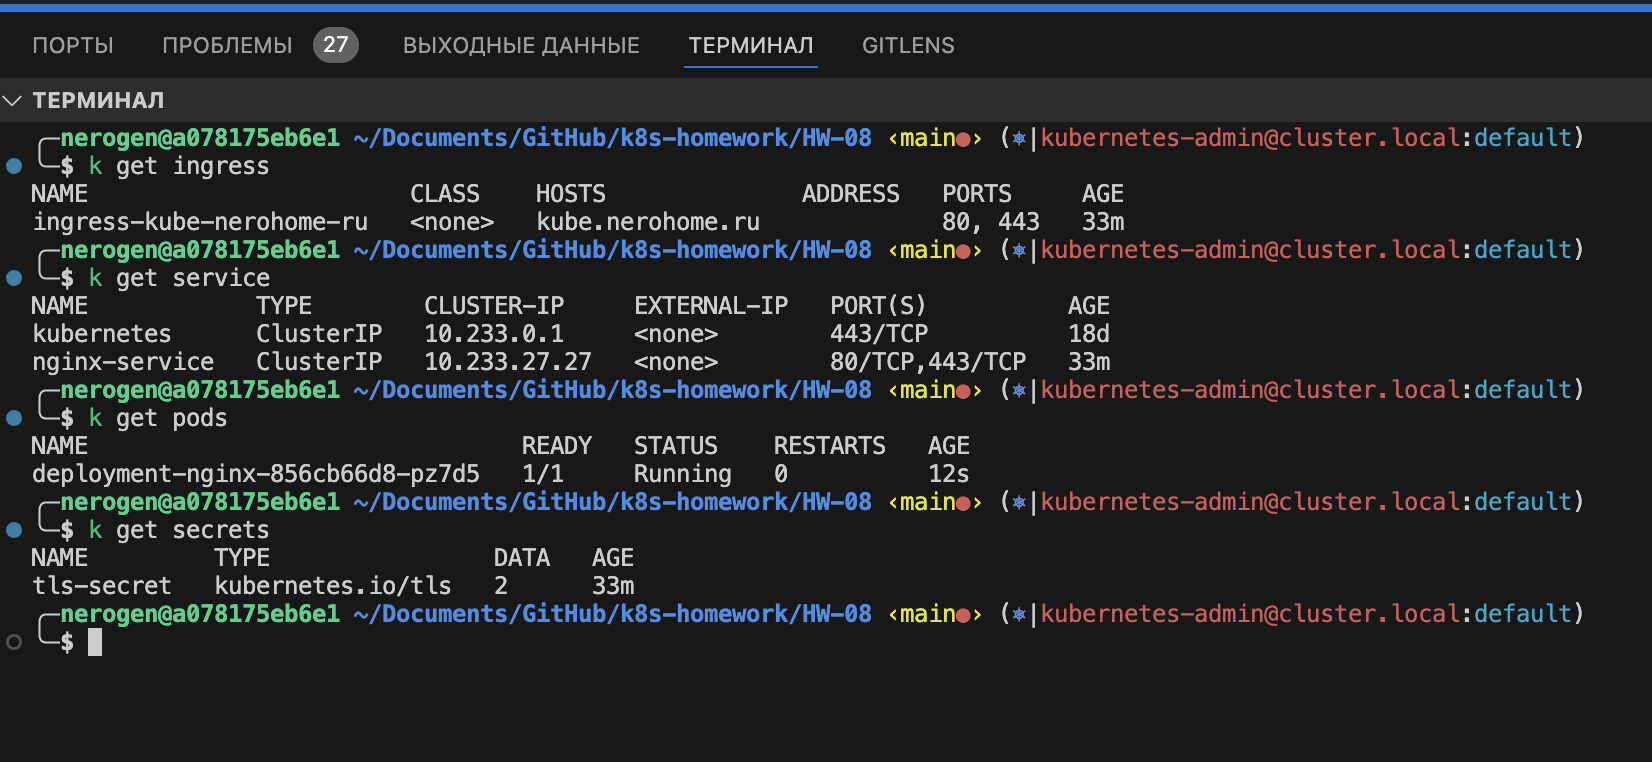 ПОРТЫ ПРОБЛЕМЫ 27 ВЫХОДНЫЕ ДАННЫЕ ТЕРМИНАЛ GITLENS
ТЕРМИНАЛ
nerogen@a078175eb6e1 ~/Documents/GitHub/k8s-homework/HW-08 ‹main●› (⎈|kubernetes-admin@cluster.local:default)
$ k get ingress
NAME CLASS HOSTS ADDRESS PORTS AGE
ingress-kube-nerohome-ru <none> kube.nerohome.ru 80, 443 33m
nerogen@a078175eb6e1 ~/Documents/GitHub/k8s-homework/HW-08 ‹main●› (⎈|kubernetes-admin@cluster.local:default)
$ k get service
NAME TYPE CLUSTER-IP EXTERNAL-IP PORT(S) AGE
kubernetes ClusterIP 10.233.0.1 <none> 443/TCP 18d
nginx-service ClusterIP 10.233.27.27 <none> 80/TCP,443/TCP 33m
nerogen@a078175eb6e1 ~/Documents/GitHub/k8s-homework/HW-08 ‹main●› (⎈|kubernetes-admin@cluster.local:default)
$ k get pods
NAME READY STATUS RESTARTS AGE
deployment-nginx-856cb66d8-pz7d5 1/1 Running 0 12s
nerogen@a078175eb6e1 ~/Documents/GitHub/k8s-homework/HW-08 ‹main●› (⎈|kubernetes-admin@cluster.local:default)
$ k get secrets
NAME TYPE DATA AGE
tls-secret kubernetes.io/tls 2 33m
nerogen@a078175eb6e1 ~/Documents/GitHub/k8s-homework/HW-08 ‹main●› (⎈|kubernetes-admin@cluster.local:default)
$